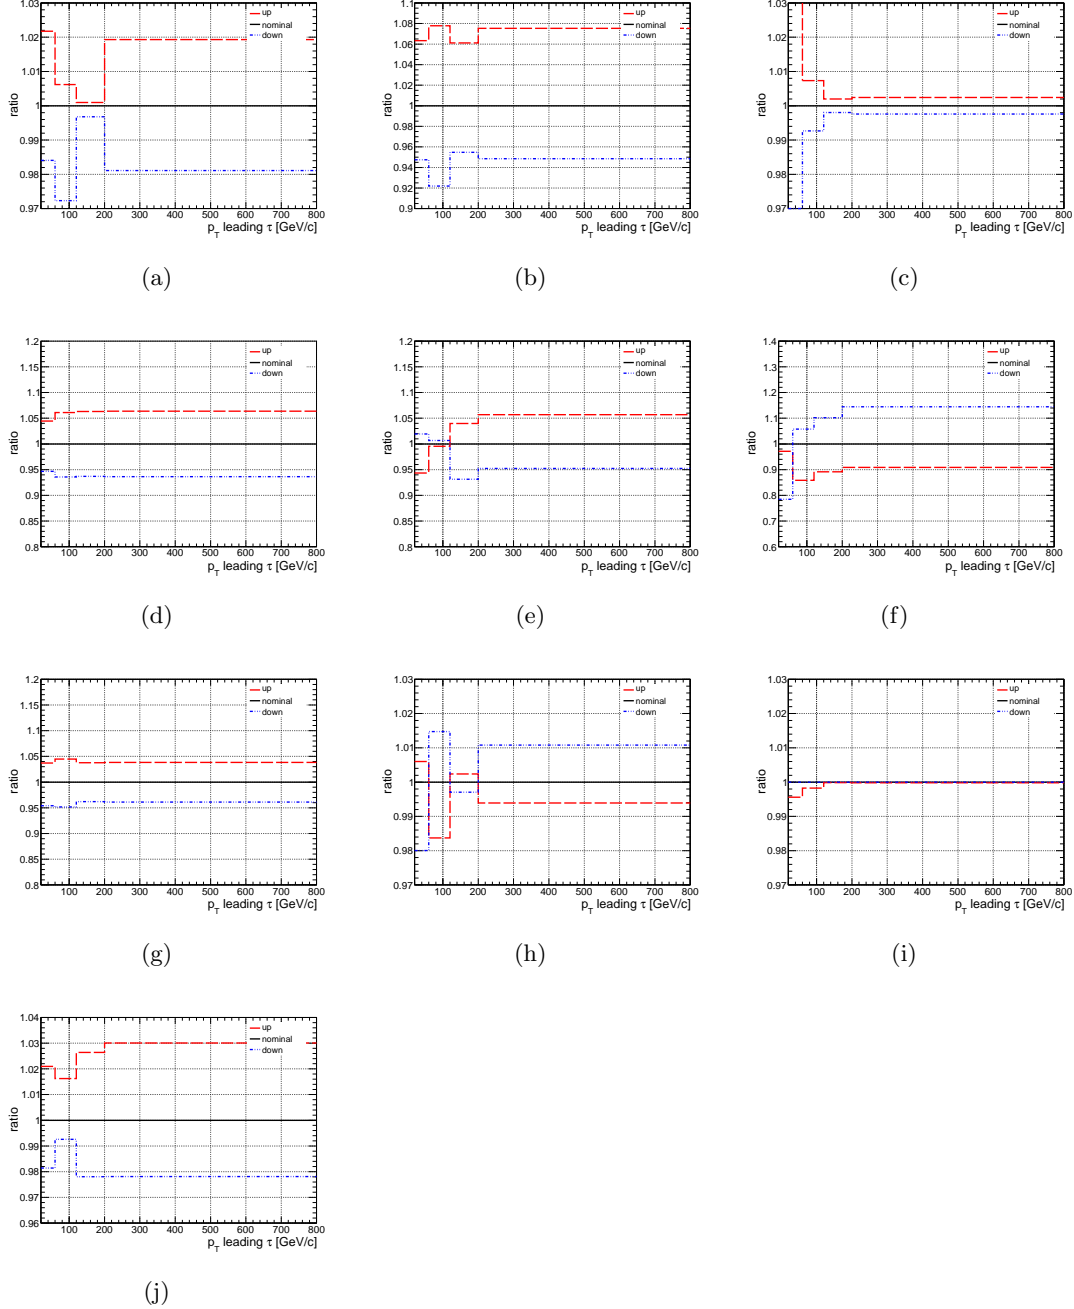 1.03
1.02
1.01
1
0.99
0.98
0.97
ratio
up
nominal
down
100 200 300 400 500 600 700 800
p_T leading τ [GeV/c]
(a)
1.1
1.08
1.06
1.04
1.02
1
0.98
0.96
0.94
0.92
0.9
ratio
up
nominal
down
100 200 300 400 500 600 700 800
p_T leading τ [GeV/c]
(b)
1.03
1.02
1.01
1
0.99
0.98
0.97
ratio
up
nominal
down
100 200 300 400 500 600 700 800
p_T leading τ [GeV/c]
(c)
1.2
1.15
1.1
1.05
1
0.95
0.9
0.85
0.8
ratio
up
nominal
down
100 200 300 400 500 600 700 800
p_T leading τ [GeV/c]
(d)
1.2
1.15
1.1
1.05
1
0.95
0.9
0.85
0.8
ratio
up
nominal
down
100 200 300 400 500 600 700 800
p_T leading τ [GeV/c]
(e)
1.4
1.3
1.2
1.1
1
0.9
0.8
0.7
0.6
ratio
up
nominal
down
100 200 300 400 500 600 700 800
p_T leading τ [GeV/c]
(f)
1.2
1.15
1.1
1.05
1
0.95
0.9
0.85
0.8
ratio
up
nominal
down
100 200 300 400 500 600 700 800
p_T leading τ [GeV/c]
(g)
1.03
1.02
1.01
1
0.99
0.98
0.97
ratio
up
nominal
down
100 200 300 400 500 600 700 800
p_T leading τ [GeV/c]
(h)
1.03
1.02
1.01
1
0.99
0.98
0.97
ratio
up
nominal
down
100 200 300 400 500 600 700 800
p_T leading τ [GeV/c]
(i)
1.04
1.03
1.02
1.01
1
0.99
0.98
0.97
0.96
ratio
up
nominal
down
100 200 300 400 500 600 700 800
p_T leading τ [GeV/c]
(j)